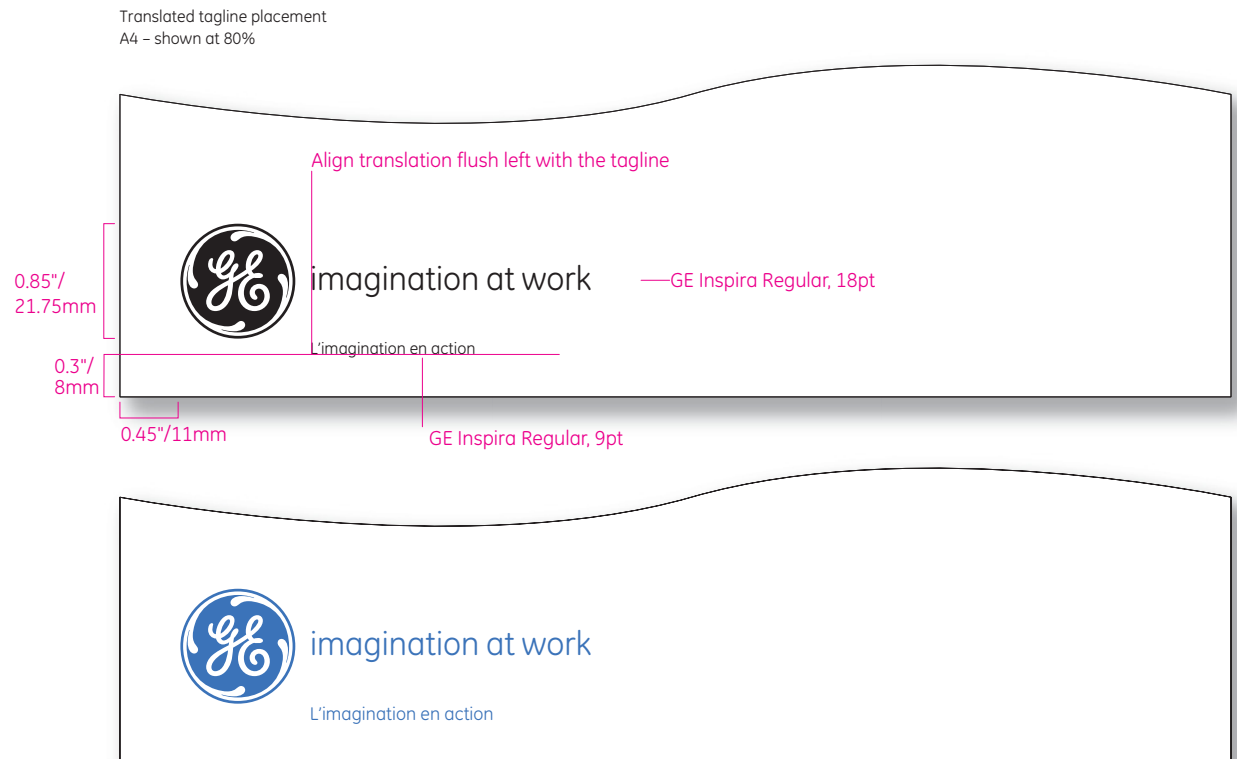 Translated tagline placement
A4 – shown at 80%
Align translation flush left with the tagline
GE
imagination at work
GE Inspira Regular, 18pt
0.85"/
21.75mm
L'imagination en action
0.3"/
8mm
0.45"/11mm
GE Inspira Regular, 9pt
GE
imagination at work
L'imagination en action